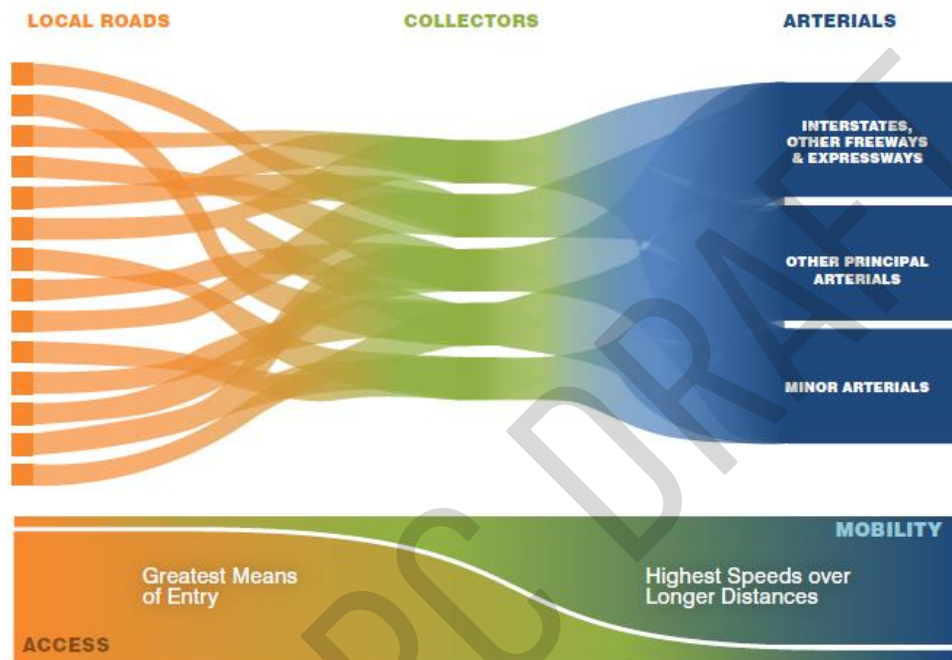 LOCAL ROADS
COLLECTORS
ARTERIALS
INTERSTATES,
OTHER FREEWAYS
& EXPRESSWAYS
OTHER PRINCIPAL
ARTERIALS
MINOR ARTERIALS
MOBILITY
Greatest Means
of Entry
Highest Speeds over
Longer Distances
ACCESS
PC DRAFT